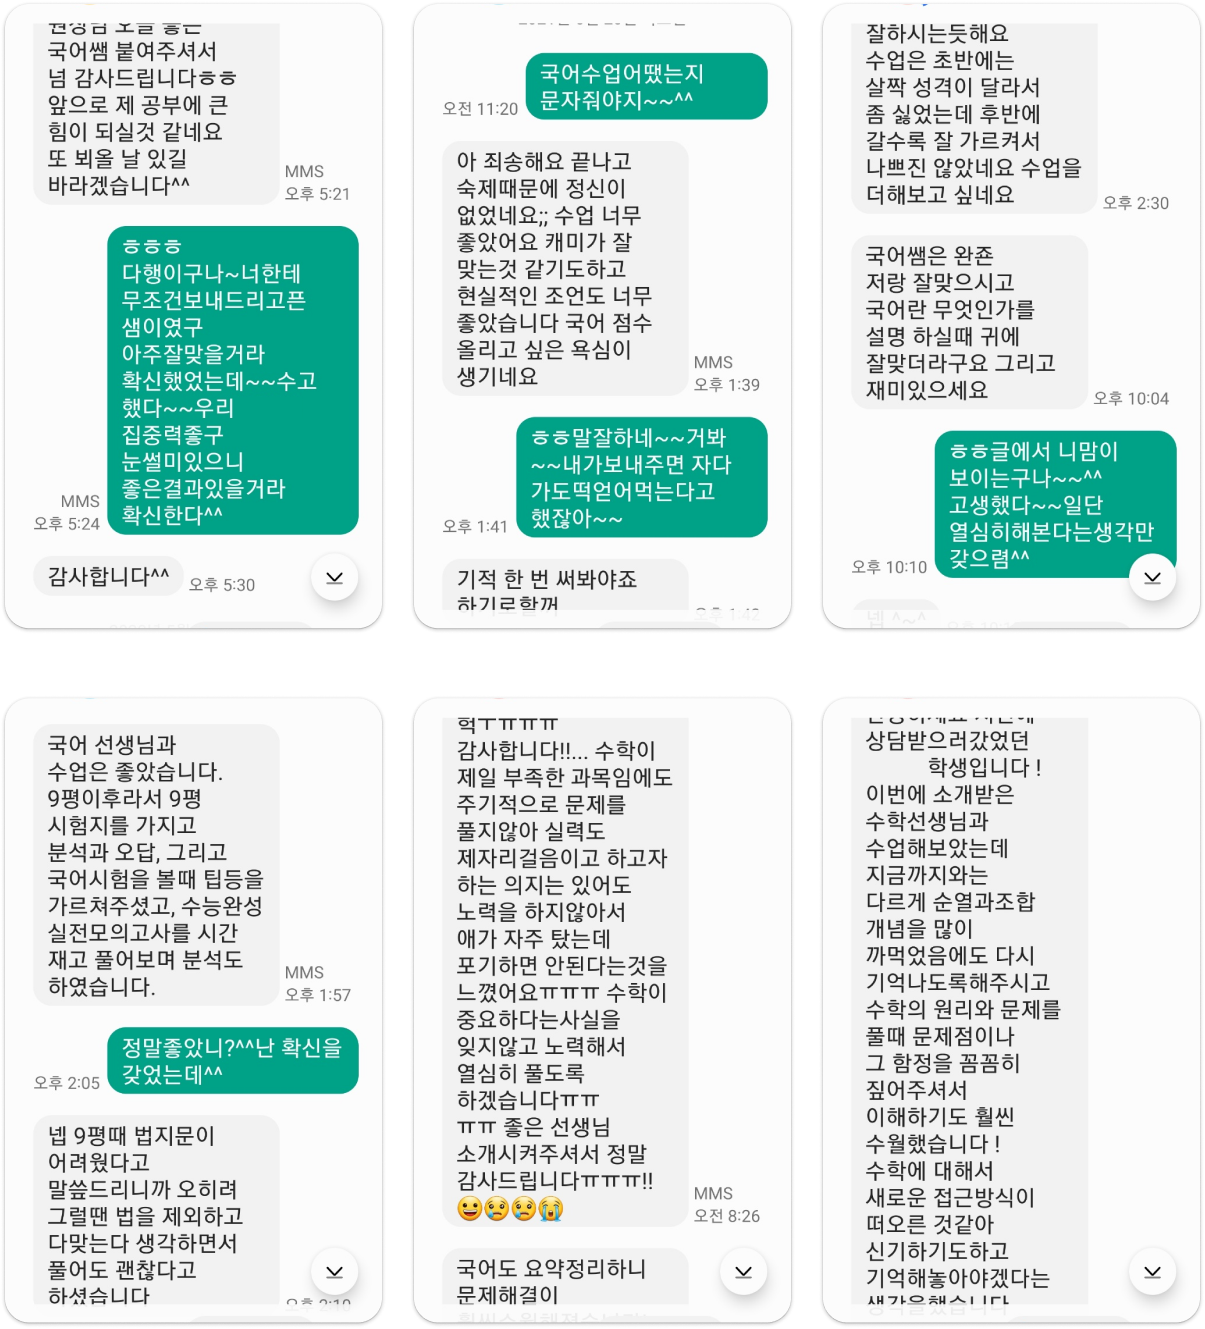 국어쌤 붙여주셔서
넘 감사드립니다ㅎㅎ
앞으로 제 공부에 큰
힘이 되실것 같네요
또 뵈올 날 있길
바라겠습니다^^
MMS
오후 5:21
ㅎㅎㅎ
다행이구나~너한테
무조건보내드리고픈
샘이였구
아주잘맞을거라
확신했었는데~~수고
했다~~우리
집중력좋구
눈썰미있으니
좋은결과있을거라
확신한다^^
MMS
오후 5:24
감사합니다^^
오후 5:30
국어수업어땠는지
문자줘야지~~^^
오전 11:20
아 죄송해요 끝나고
숙제때문에 정신이
없었네요;; 수업 너무
좋았어요 캐미가 잘
맞는것 같기도하고
현실적인 조언도 너무
좋았습니다 국어 점수
올리고 싶은 욕심이
생기네요
MMS
오후 1:39
ㅎㅎ말잘하네~~거봐
~~내가보내주면 자다
가도떡얻어먹는다고
했잖아~~
오후 1:41
기적 한 번 써봐야죠
하기로할꺼
오후 1:42
잘하시는듯해요
수업은 초반에는
살짝 성격이 달라서
좀 싫었는데 후반에
갈수록 잘 가르켜서
나쁘진 않았네요 수업을
더해보고 싶네요
오후 2:30
국어쌤은 완죤
저랑 잘맞으시고
국어란 무엇인가를
설명 하실때 귀에
잘맞더라구요 그리고
재미있으세요
오후 10:04
ㅎㅎ글에서 니맘이
보이는구나~~^^
고생했다~~일단
열심히해본다는생각만
갖으렴^^
오후 10:10
넵 ^~^
국어 선생님과
수업은 좋았습니다.
9평이후라서 9평
시험지를 가지고
분석과 오답, 그리고
국어시험을 볼때 팁등을
가르쳐주셨고, 수능완성
실전모의고사를 시간
재고 풀어보며 분석도
하였습니다.
MMS
오후 1:57
정말좋았니?^^난 확신을
갖었는데^^
오후 2:05
넵 9평때 법지문이
어려웠다고
말씀드리니까 오히려
그럴땐 법을 제외하고
다맞는다 생각하면서
풀어도 괜찮다고
하셨습니다
오후 2:10
감사합니다!!... 수학이
제일 부족한 과목임에도
주기적으로 문제를
풀지않아 실력도
제자리걸음이고 하고자
하는 의지는 있어도
노력을 하지않아서
애가 자주 탔는데
포기하면 안된다는것을
느꼈어요ㅠㅠㅠ 수학이
중요하다는사실을
잊지않고 노력해서
열심히 풀도록
하겠습니다ㅠㅠ
ㅠㅠ 좋은 선생님
소개시켜주셔서 정말
감사드립니다ㅠㅠㅠ!!
😀😢😢😭
MMS
오전 8:26
국어도 요약정리하니
문제해결이
상담받으러갔었던
학생입니다 !
이번에 소개받은
수학선생님과
수업해보았는데
지금까지와는
다르게 순열과조합
개념을 많이
까먹었음에도 다시
기억나도록해주시고
수학의 원리와 문제를
풀때 문제점이나
그 함정을 꼼꼼히
짚어주셔서
이해하기도 훨씬
수월했습니다 !
수학에 대해서
새로운 접근방식이
떠오른 것같아
신기하기도하고
기억해놓아야겠다는
생각을했습니다